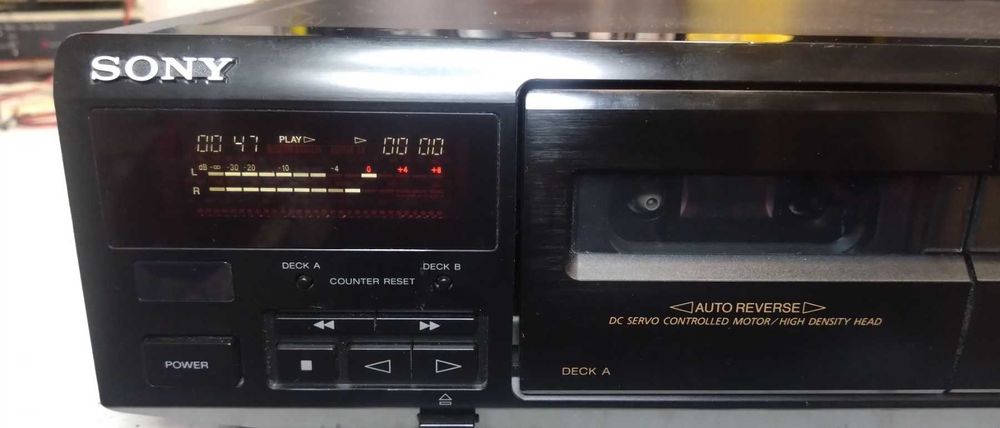 SONY
00 47 PLAY▷ ▷ 00 00
dB -∞ -30 -20 -10 -4 0 +4 +8
L
R
DECK A DECK B
COUNTER RESET
POWER
◁AUTO REVERSE▷
DC SERVO CONTROLLED MOTOR/HIGH DENSITY HEAD
DECK A